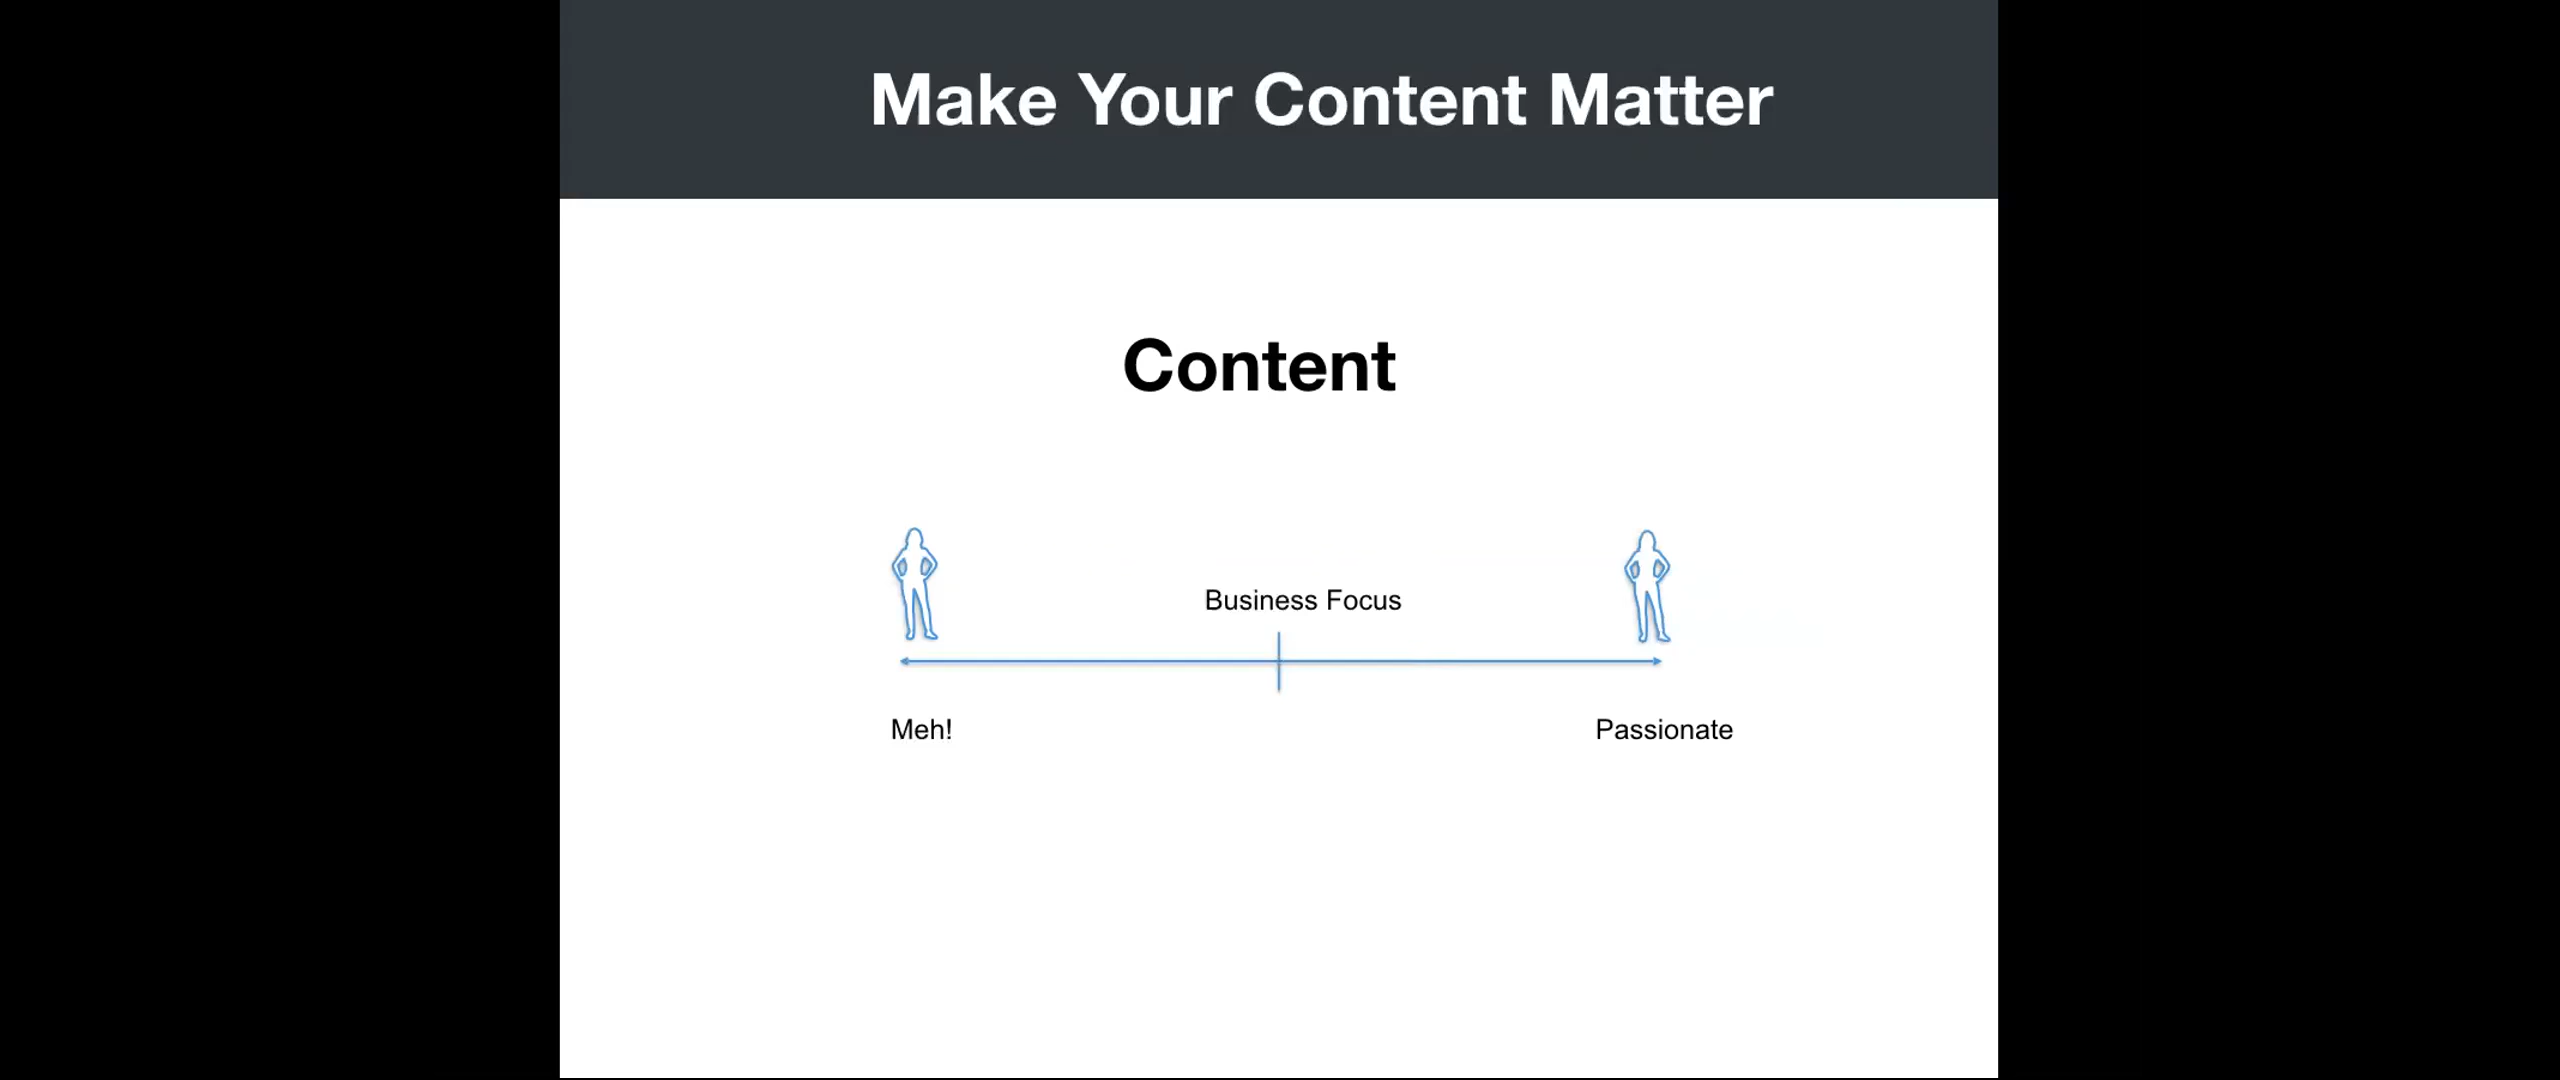 Make Your Content Matter
Content
Business Focus
Meh!
Passionate